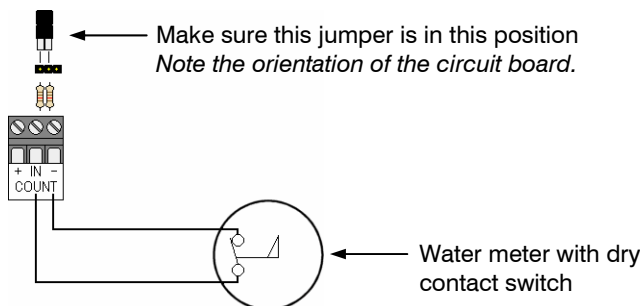 Make sure this jumper is in this position
Note the orientation of the circuit board.
+ IN -
COUNT
Water meter with dry
contact switch